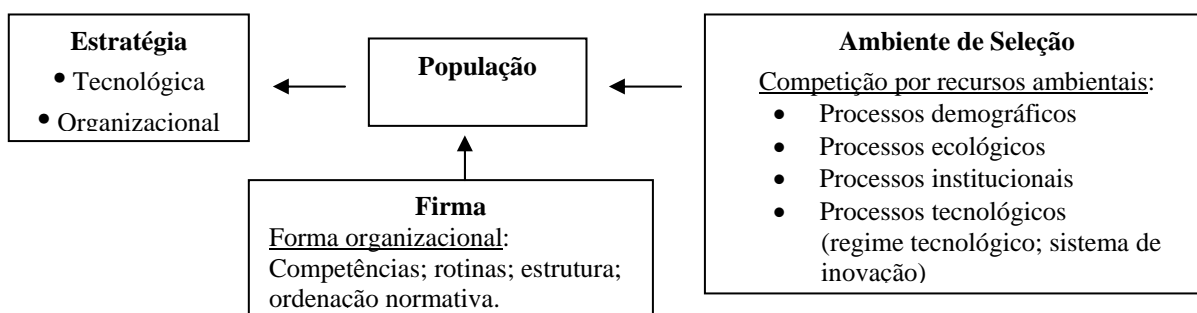 Estratégia
• Tecnológica
• Organizacional
População
Ambiente de Seleção
Competição por recursos ambientais:
• Processos demográficos
• Processos ecológicos
• Processos institucionais
• Processos tecnológicos
(regime tecnológico; sistema de
inovação)
Firma
Forma organizacional:
Competências; rotinas; estrutura;
ordenação normativa.